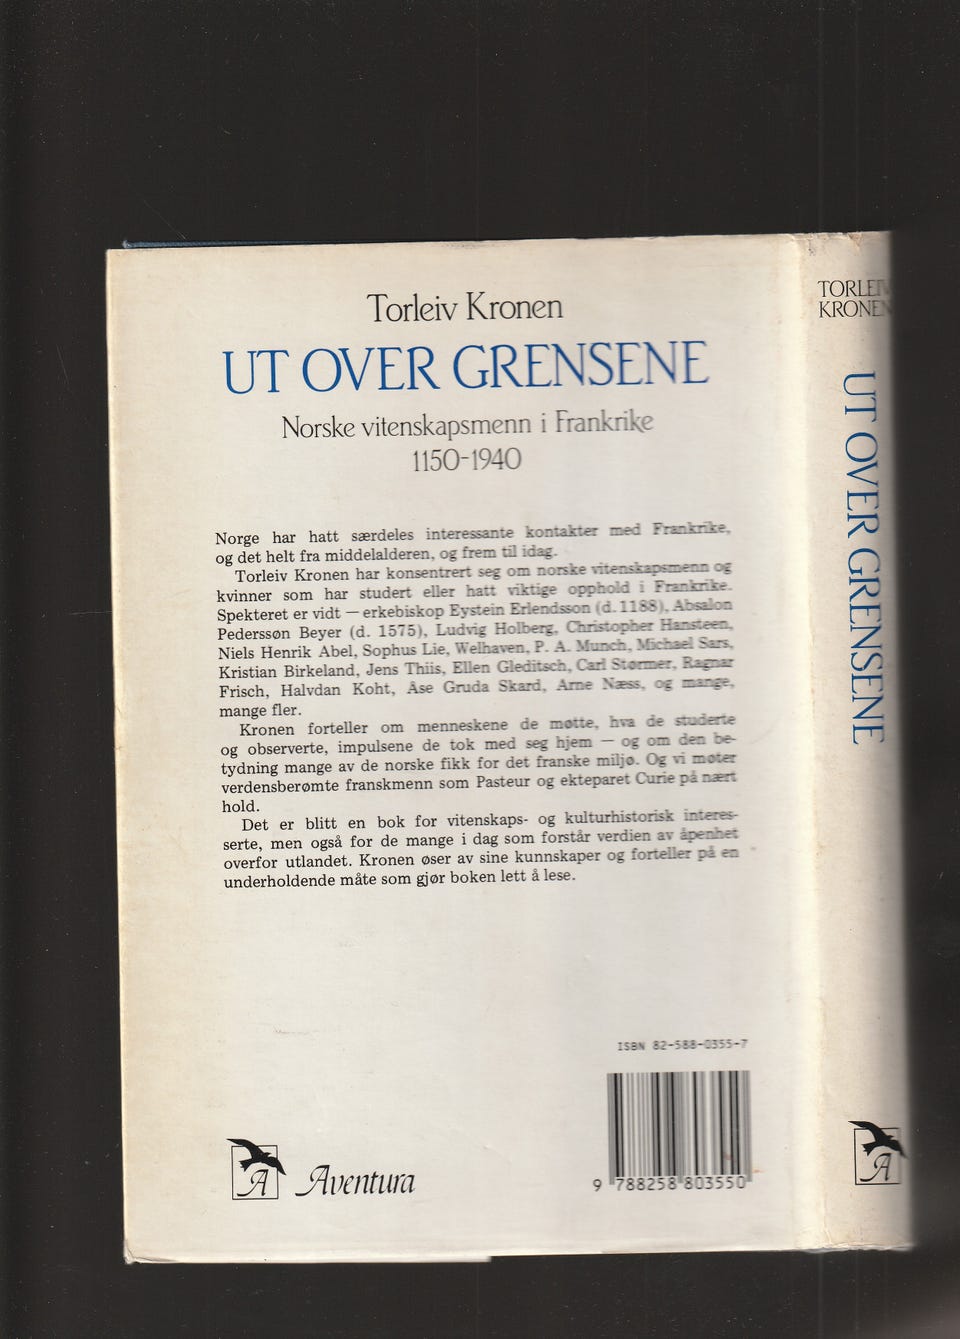 Torleiv Kronen
UT OVER GRENSENE
Norske vitenskapsmenn i Frankrike
1150-1940
Norge har hatt særdeles interessante kontakter med Frankrike,
og det helt fra middelalderen, og frem til idag.
Torleiv Kronen har konsentrert seg om norske vitenskapsmenn og
kvinner som har studert eller hatt viktige opphold i Frankrike.
Spekteret er vidt — erkebiskop Eystein Erlendsson (d. 1188), Absalon
Pederssøn Beyer (d. 1575), Ludvig Holberg, Christopher Hansteen,
Niels Henrik Abel, Sophus Lie, Welhaven, P. A. Munch, Michael Sars,
Kristian Birkeland, Jens Thiis, Ellen Gleditsch, Carl Størmer, Ragnar
Frisch, Halvdan Koht, Åse Gruda Skard, Arne Næss, og mange,
mange fler.
Kronen forteller om menneskene de møtte, hva de studerte
og observerte, impulsene de tok med seg hjem — og om den be-
tydning mange av de norske fikk for det franske miljø. Og vi møter
verdensberømte franskmenn som Pasteur og ekteparet Curie på nært
hold.
Det er blitt en bok for vitenskaps- og kulturhistorisk interes-
serte, men også for de mange i dag som forstår verdien av åpenhet
overfor utlandet. Kronen øser av sine kunnskaper og forteller på en
underholdende måte som gjør boken lett å lese.
ISBN 82-588-0355-7
9 788258 803550
A Aventura
TORLEIV
KRONEN
UT OVER GRENSENE
A